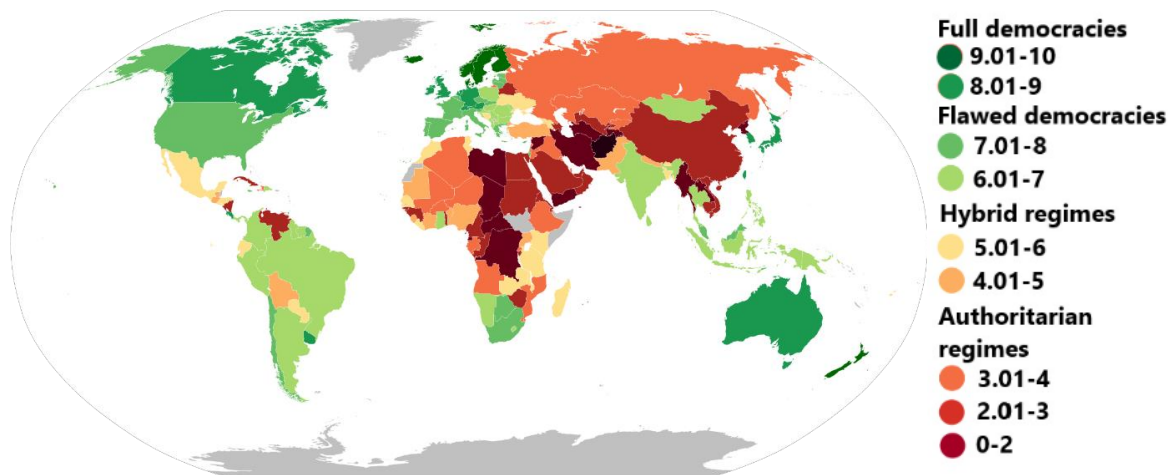 Full democracies
9.01-10
8.01-9
Flawed democracies
7.01-8
6.01-7
Hybrid regimes
5.01-6
4.01-5
Authoritarian
regimes
3.01-4
2.01-3
0-2